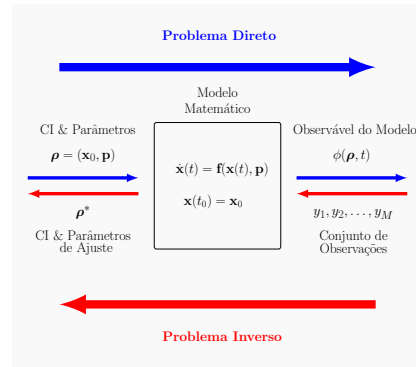 Problema Direto
Modelo
Matemático
CI & Parâmetros
ρ = (x₀, p)
ẋ(t) = f(x(t), p)
x(t₀) = x₀
Observável do Modelo
ϕ(ρ, t)
ρ*
CI & Parâmetros
de Ajuste
y₁, y₂, . . . , y_M
Conjunto de
Observações
Problema Inverso